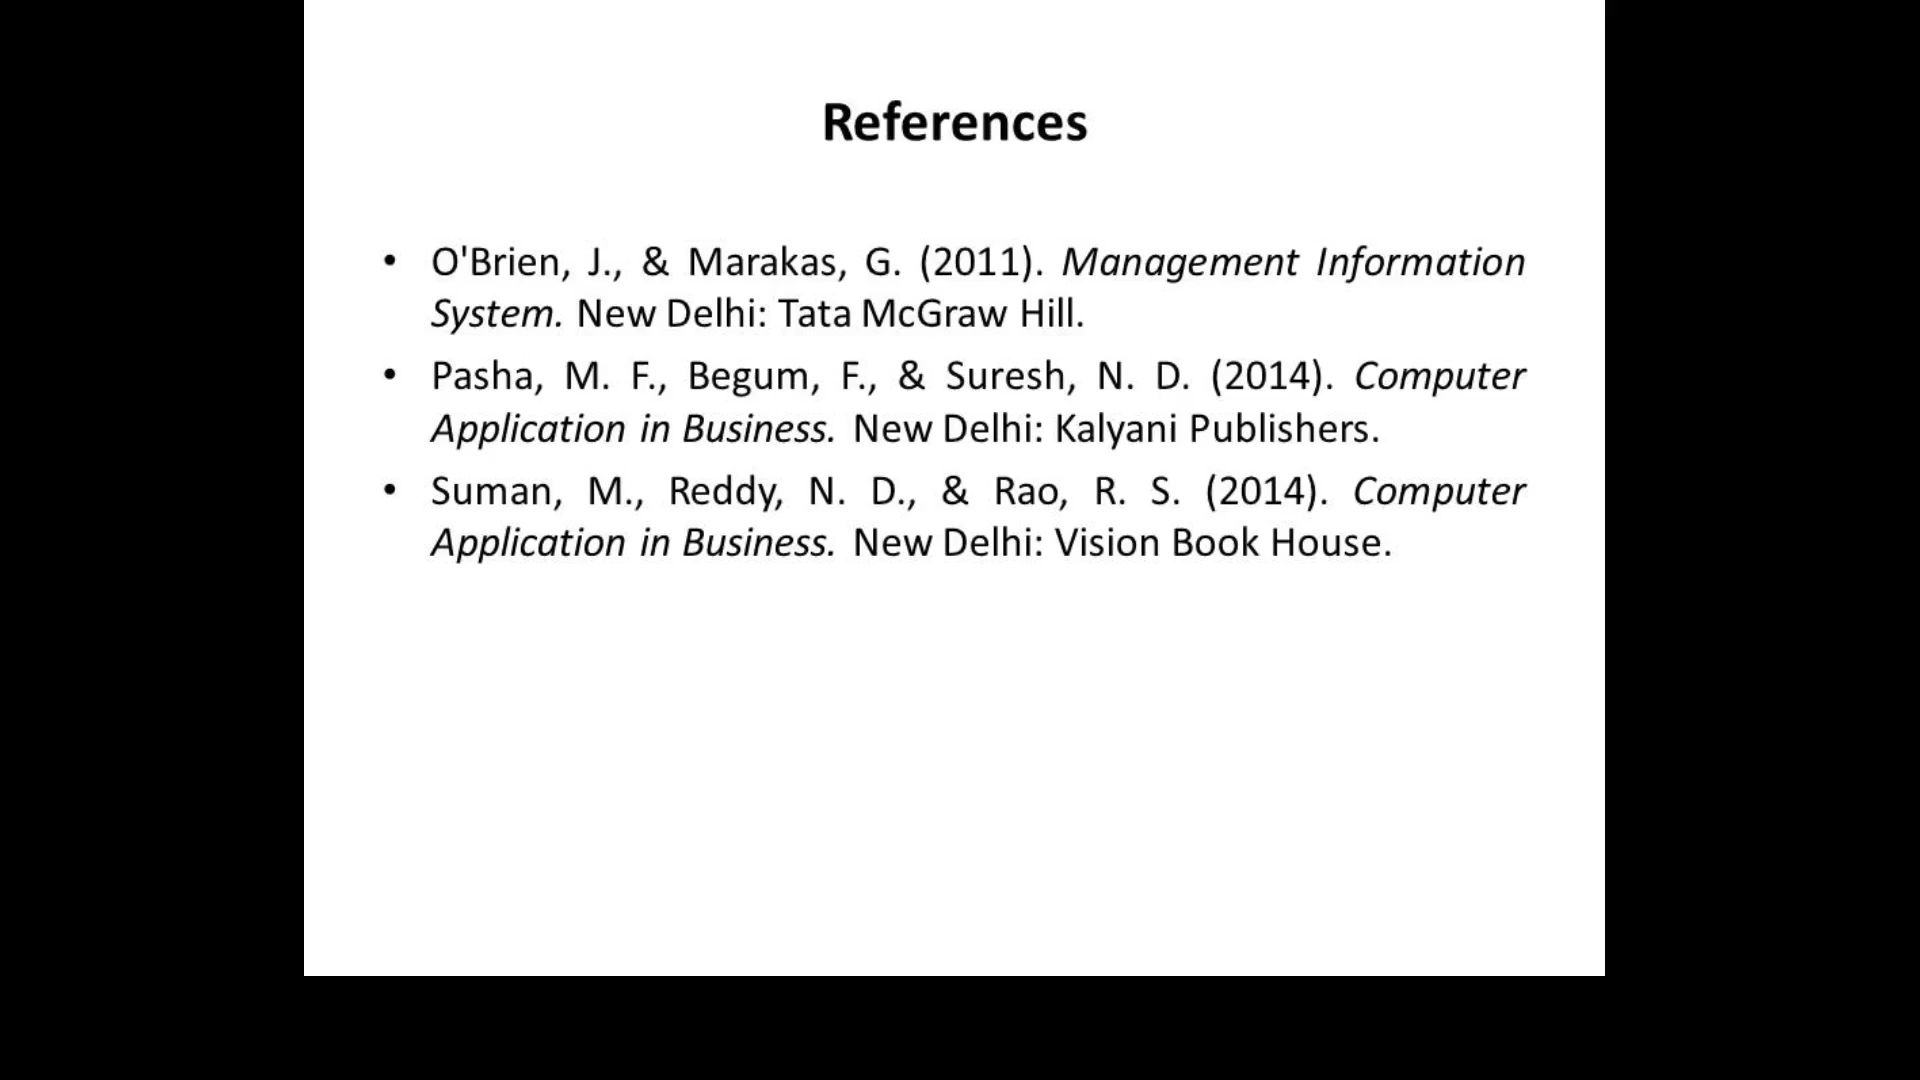 References
• O'Brien, J., & Marakas, G. (2011). Management Information
System. New Delhi: Tata McGraw Hill.
• Pasha, M. F., Begum, F., & Suresh, N. D. (2014). Computer
Application in Business. New Delhi: Kalyani Publishers.
• Suman, M., Reddy, N. D., & Rao, R. S. (2014). Computer
Application in Business. New Delhi: Vision Book House.